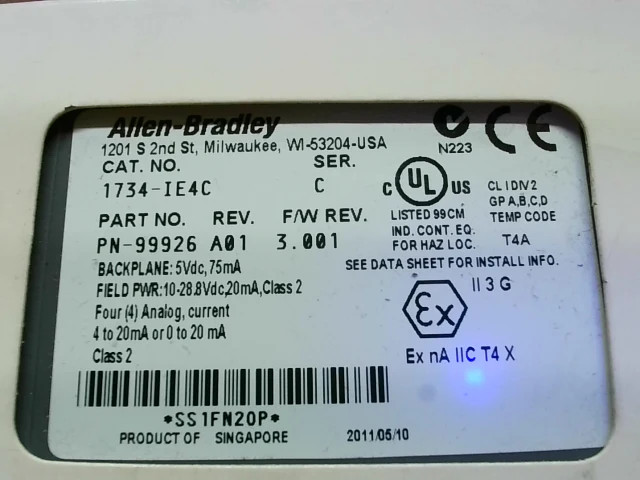 Allen-Bradley
1201 S 2nd St, Milwaukee, WI-53204-USA
N223
CAT. NO. SER.
1734-IE4C C
C UL US
CL I DIV 2
GP A,B,C,D
TEMP CODE
T4A
LISTED 99CM
IND. CONT. EQ.
FOR HAZ LOC.
PART NO. REV. F/W REV.
PN-99926 A01 3.001
BACKPLANE: 5Vdc, 75mA
SEE DATA SHEET FOR INSTALL INFO.
FIELD PWR:10-28.8Vdc,20mA,Class 2
Four (4) Analog, current
4 to 20mA or 0 to 20 mA
Class 2
Ex II 3 G
Ex nA IIC T4 X
*SS1FN20P*
PRODUCT OF SINGAPORE 2011/05/10